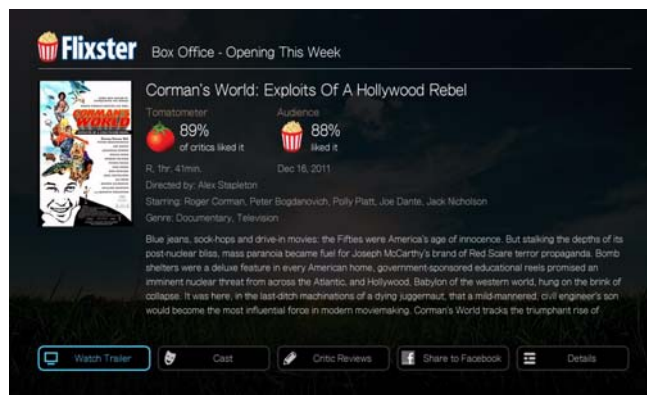 Flixster Box Office - Opening This Week
Corman's World: Exploits Of A Hollywood Rebel
Tomatometer Audience
89% 88%
of critics liked it liked it
R, 1hr. 41min. Dec 16, 2011
Directed by: Alex Stapleton
Starring: Roger Corman, Peter Bogdanovich, Polly Platt, Joe Dante, Jack Nicholson
Genre: Documentary, Television
Blue jeans, sock-hops and drive-in movies: the Fifties were America's age of innocence. But stalking the depths of its
post-nuclear bliss, mass paranoia became fuel for Joseph McCarthy's brand of Red Scare terror propaganda. Bomb
shelters were a deluxe feature in every American home, government-sponsored educational reels promised an
imminent nuclear threat from across the Atlantic, and Hollywood, Babylon of the western world, hung on the brink of
collapse. It was here, in the last-ditch machinations of a dying juggernaut, that a mild-mannered, civil engineer's son
would become the most influential force in modern moviemaking. Corman's World tracks the triumphant rise of
CORMAN'S
WORLD
Watch Trailer Cast Critic Reviews Share to Facebook Details